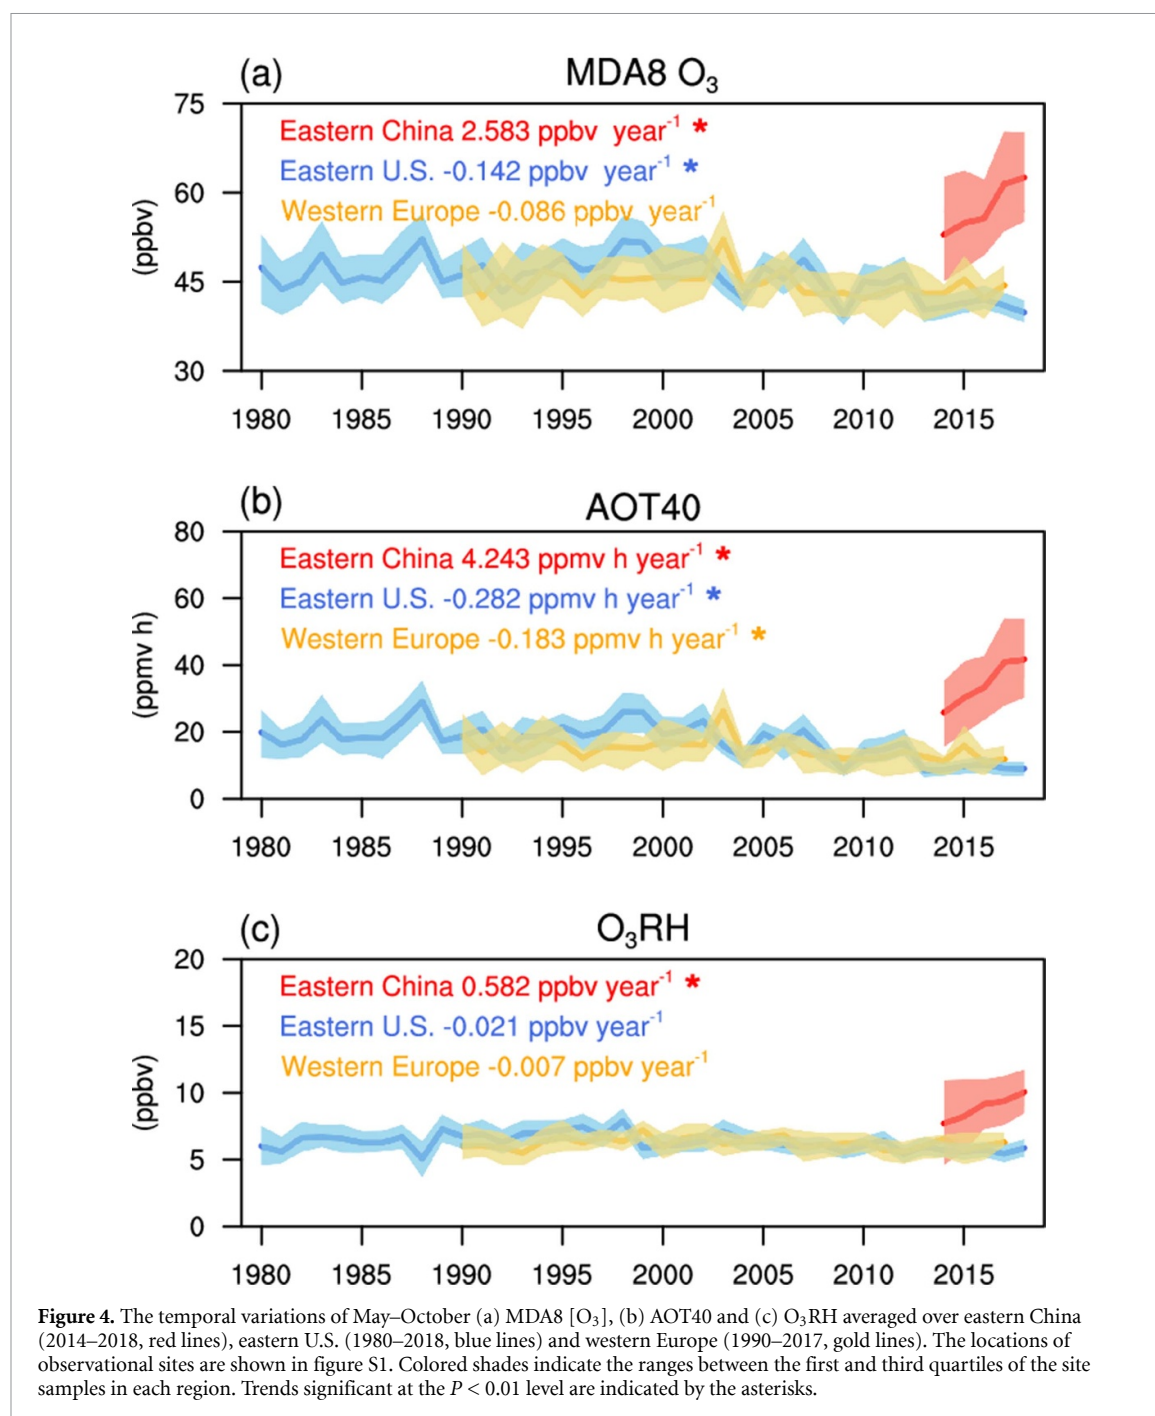 (a) MDA8 O₃
75
60
45
30
(ppbv)
Eastern China 2.583 ppbv year⁻¹ *
Eastern U.S. -0.142 ppbv year⁻¹ *
Western Europe -0.086 ppbv year⁻¹
1980 1985 1990 1995 2000 2005 2010 2015
(b) AOT40
80
60
40
20
0
(ppmv h)
Eastern China 4.243 ppmv h year⁻¹ *
Eastern U.S. -0.282 ppmv h year⁻¹ *
Western Europe -0.183 ppmv h year⁻¹ *
1980 1985 1990 1995 2000 2005 2010 2015
(c) O₃RH
20
15
10
5
0
(ppbv)
Eastern China 0.582 ppbv year⁻¹ *
Eastern U.S. -0.021 ppbv year⁻¹
Western Europe -0.007 ppbv year⁻¹
1980 1985 1990 1995 2000 2005 2010 2015
Figure 4. The temporal variations of May–October (a) MDA8 [O₃], (b) AOT40 and (c) O₃RH averaged over eastern China
(2014–2018, red lines), eastern U.S. (1980–2018, blue lines) and western Europe (1990–2017, gold lines). The locations of
observational sites are shown in figure S1. Colored shades indicate the ranges between the first and third quartiles of the site
samples in each region. Trends significant at the P < 0.01 level are indicated by the asterisks.